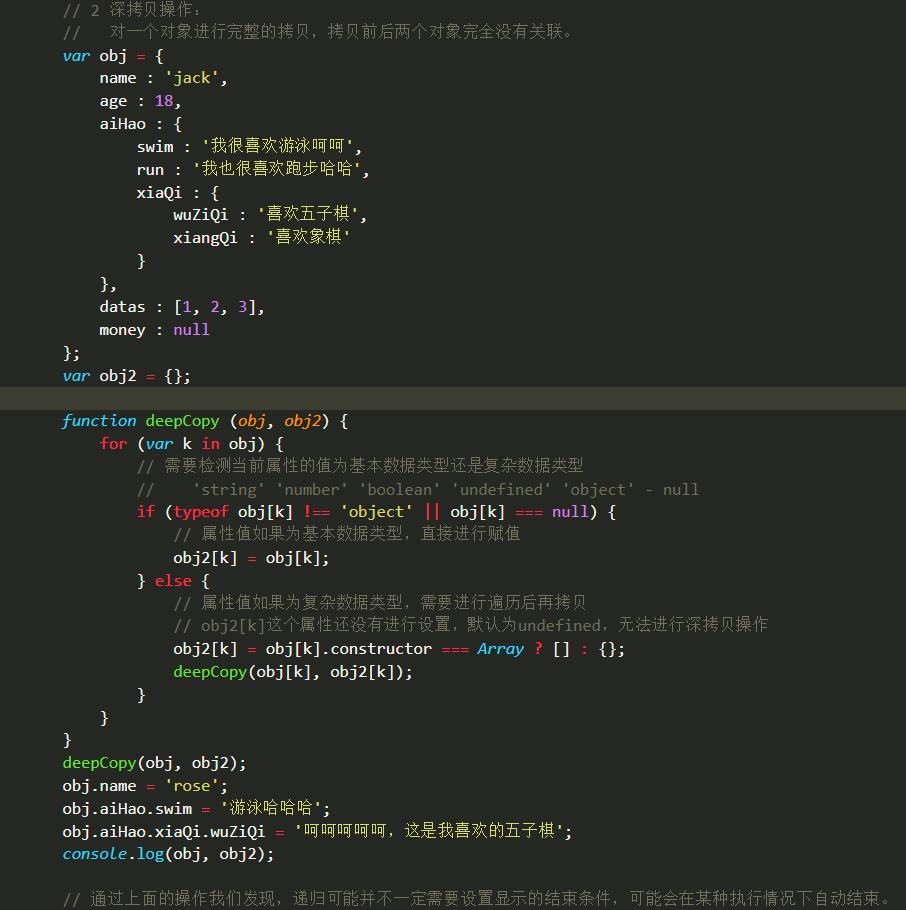 // 2 深拷贝操作：
//   对一个对象进行完整的拷贝，拷贝前后两个对象完全没有关联。
var obj = {
    name : 'jack',
    age : 18,
    aiHao : {
        swim : '我很喜欢游泳呵呵',
        run : '我也很喜欢跑步哈哈',
        xiaQi : {
            wuZiQi : '喜欢五子棋',
            xiangQi : '喜欢象棋'
        }
    },
    datas : [1, 2, 3],
    money : null
};
var obj2 = {};
function deepCopy (obj, obj2) {
    for (var k in obj) {
        // 需要检测当前属性的值为基本数据类型还是复杂数据类型
        //    'string' 'number' 'boolean' 'undefined' 'object' - null
        if (typeof obj[k] !== 'object' || obj[k] === null) {
            // 属性值如果为基本数据类型，直接进行赋值
            obj2[k] = obj[k];
        } else {
            // 属性值如果为复杂数据类型，需要进行遍历后再拷贝
            // obj2[k]这个属性还没有进行设置，默认为undefined，无法进行深拷贝操作
            obj2[k] = obj[k].constructor === Array ? [] : {};
            deepCopy(obj[k], obj2[k]);
        }
    }
}
deepCopy(obj, obj2);
obj.name = 'rose';
obj.aiHao.swim = '游泳哈哈哈';
obj.aiHao.xiaQi.wuZiQi = '呵呵呵呵呵，这是我喜欢的五子棋';
console.log(obj, obj2);
// 通过上面的操作我们发现，递归可能并不一定需要设置显示的结束条件，可能会在某种执行情况下自动结束。